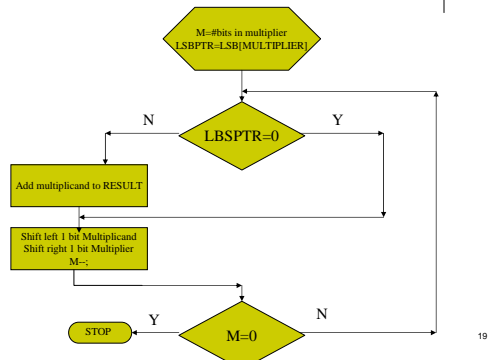 M=#bits in multiplier
LSBPTR=LSB[MULTIPLIER]
N
Y
LBSPTR=0
Add multiplicand to RESULT
Shift left 1 bit Multiplicand
Shift right 1 bit Multiplier
M--;
Y
N
STOP
M=0
19